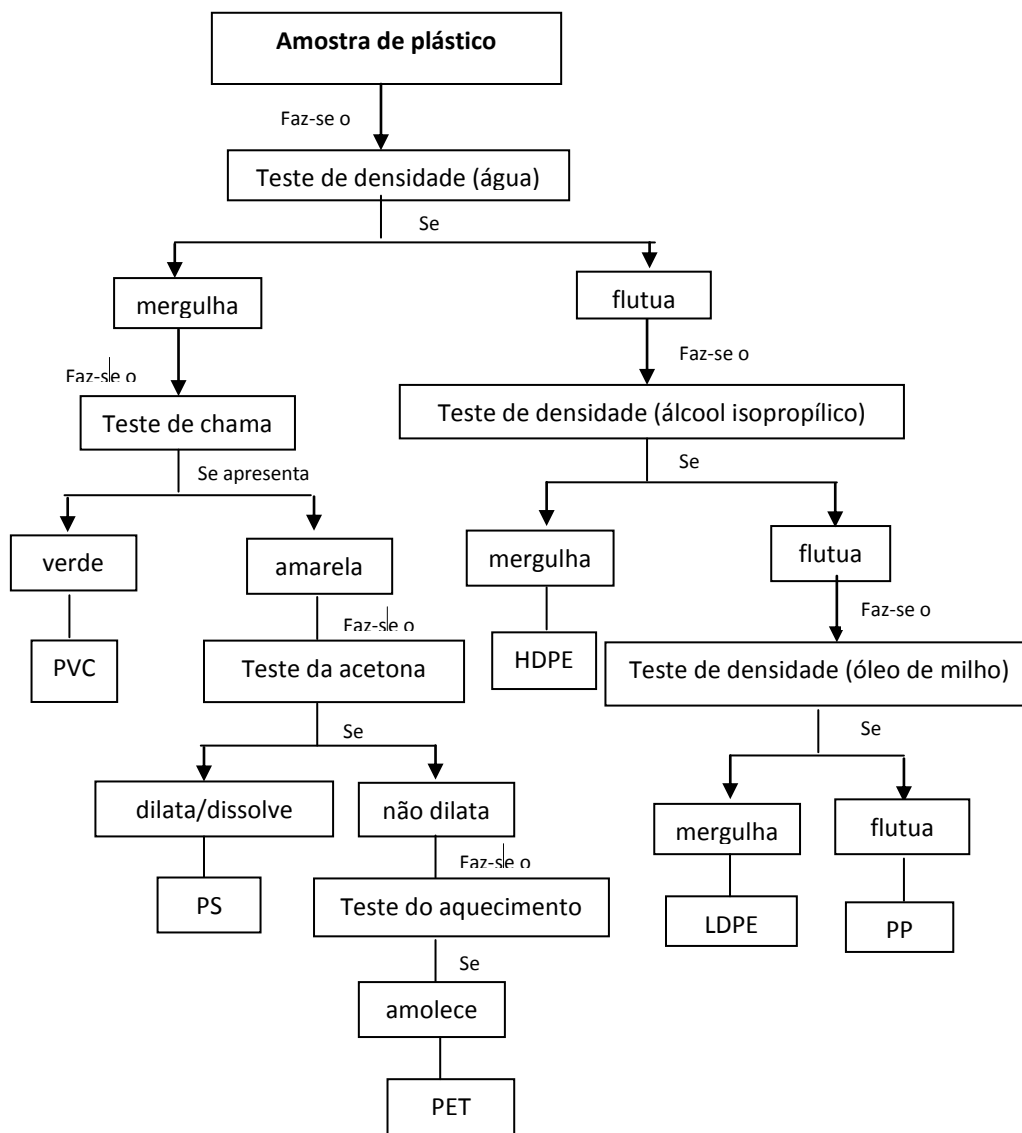 Amostra de plástico
Faz-se o
Teste de densidade (água)
Se
mergulha
flutua
Faz-se o
Faz-se o
Teste de chama
Teste de densidade (álcool isopropílico)
Se apresenta
Se
verde
amarela
mergulha
flutua
Faz-se o
Faz-se o
PVC
Teste da acetona
HDPE
Teste de densidade (óleo de milho)
Se
Se
dilata/dissolve
não dilata
mergulha
flutua
Faz-se o
PS
Teste do aquecimento
LDPE
PP
Se
amolece
PET